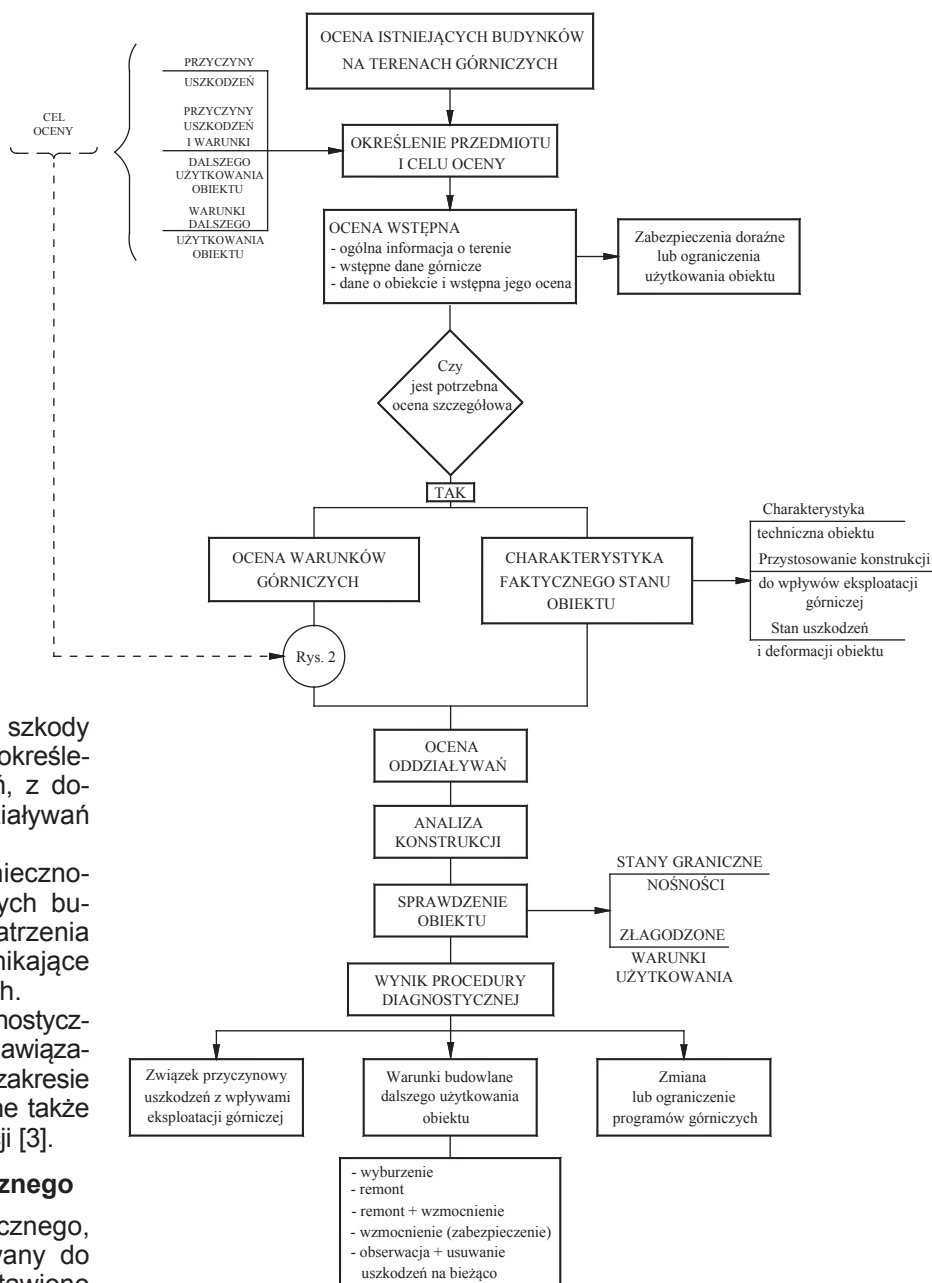 OCENA ISTNIEJĄCYCH BUDYNKÓW
NA TERENACH GÓRNICZYCH
CEL
OCENY
PRZYCZYNY
USZKODZEŃ
PRZYCZYNY
USZKODZEŃ
I WARUNKI
DALSZEGO
UŻYTKOWANIA
OBIEKTU
WARUNKI
DALSZEGO
UŻYTKOWANIA
OBIEKTU
OKREŚLENIE PRZEDMIOTU
I CELU OCENY
OCENA WSTĘPNA
- ogólna informacja o terenie
- wstępne dane górnicze
- dane o obiekcie i wstępna jego ocena
Zabezpieczenia doraźne
lub ograniczenia
użytkowania obiektu
Czy
jest potrzebna
ocena szczegółowa
TAK
OCENA WARUNKÓW
GÓRNICZYCH
CHARAKTERYSTYKA
FAKTYCZNEGO STANU
OBIEKTU
Charakterystyka
techniczna obiektu
Przystosowanie konstrukcji
do wpływów eksploatacji
górniczej
Stan uszkodzeń
i deformacji obiektu
Rys. 2
OCENA
ODDZIAŁYWAŃ
ANALIZA
KONSTRUKCJI
SPRAWDZENIE
OBIEKTU
STANY GRANICZNE
NOŚNOŚCI
ZŁAGODZONE
WARUNKI
UŻYTKOWANIA
WYNIK PROCEDURY
DIAGNOSTYCZNEJ
Związek przyczynowy
uszkodzeń z wpływami
eksploatacji górniczej
Warunki budowlane
dalszego użytkowania
obiektu
Zmiana
lub ograniczenie
programów górniczych
- wyburzenie
- remont
- remont + wzmocnienie
- wzmocnienie (zabezpieczenie)
- obserwacja + usuwanie
uszkodzeń na bieżąco
szkody
określe-
ń, z do-
iaływań
nieczno-
ych bu-
atrzenia
nikające
h.
nostycz-
awiąza-
zakresie
ne także
ji [3].
znego
cznego,
wany do
stawiono